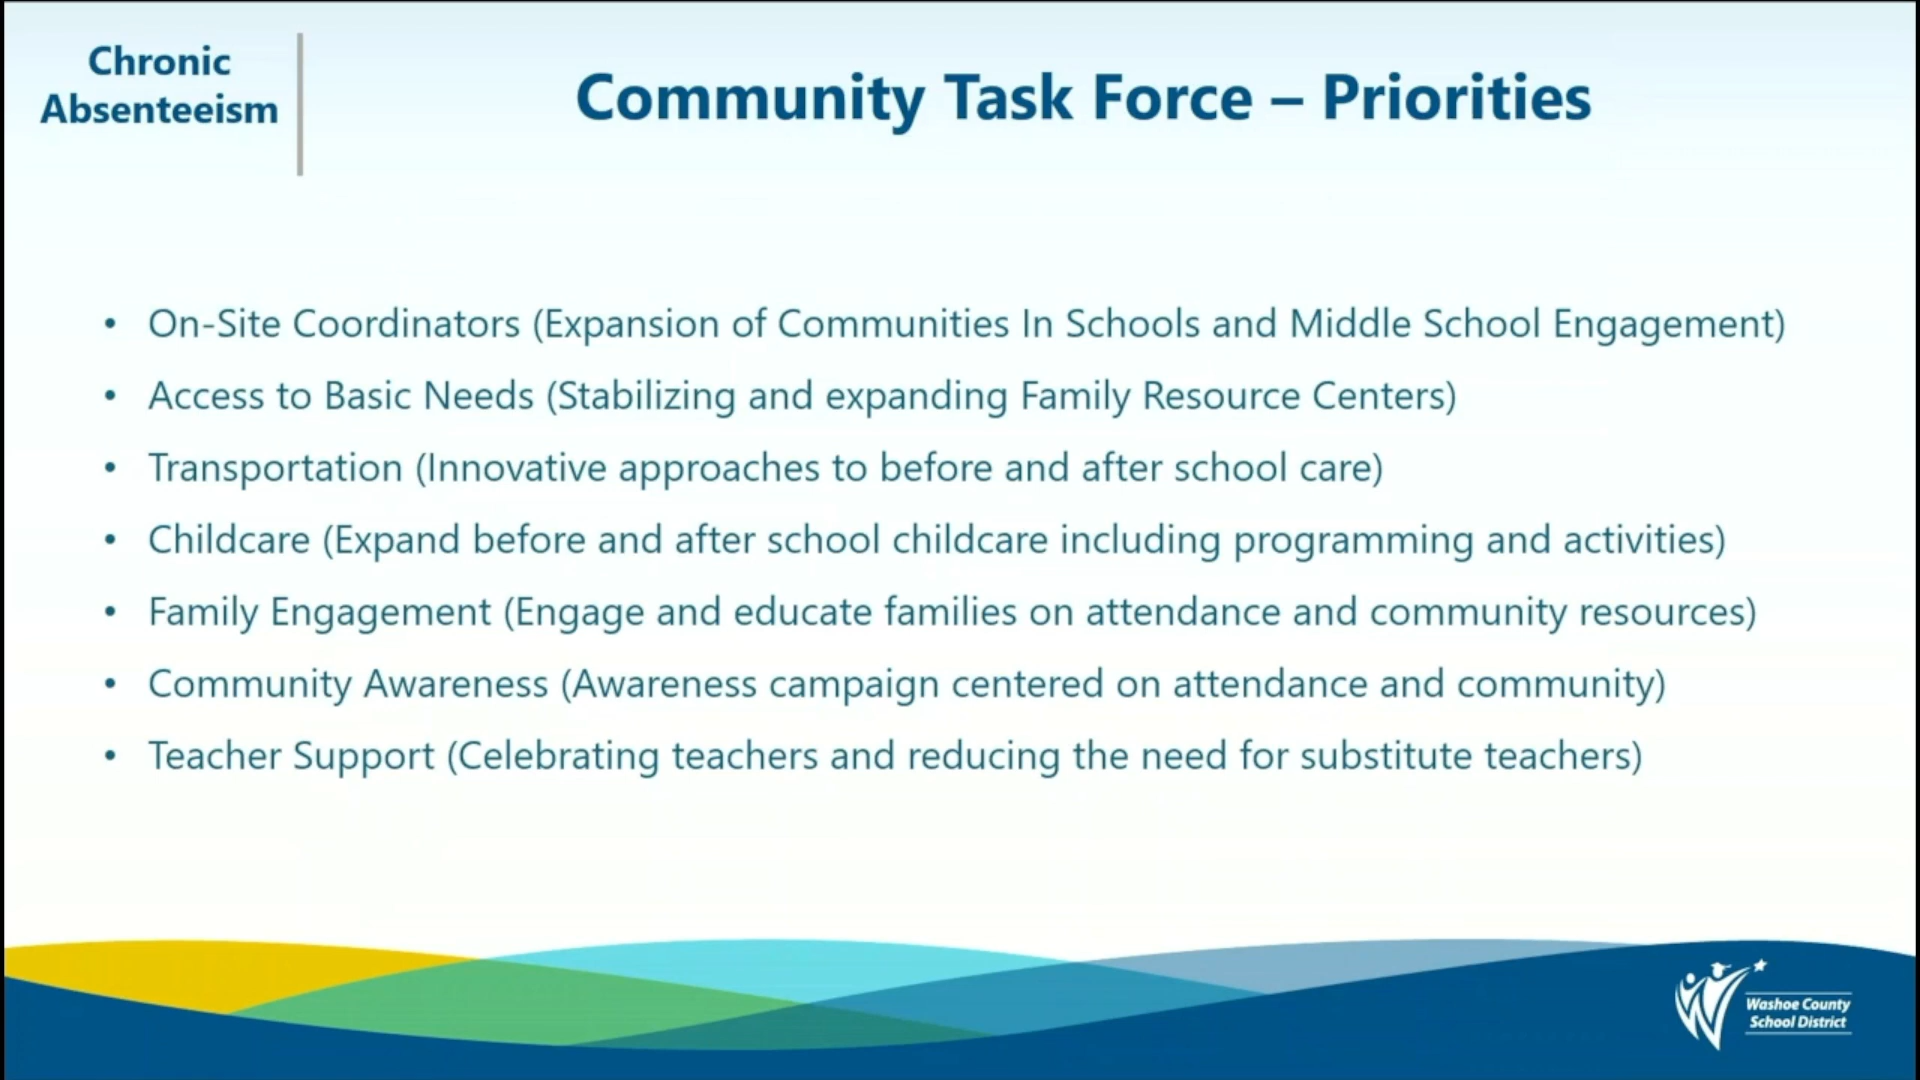 Chronic
Absenteeism
Community Task Force – Priorities
• On-Site Coordinators (Expansion of Communities In Schools and Middle School Engagement)
• Access to Basic Needs (Stabilizing and expanding Family Resource Centers)
• Transportation (Innovative approaches to before and after school care)
• Childcare (Expand before and after school childcare including programming and activities)
• Family Engagement (Engage and educate families on attendance and community resources)
• Community Awareness (Awareness campaign centered on attendance and community)
• Teacher Support (Celebrating teachers and reducing the need for substitute teachers)
Washoe County
School District